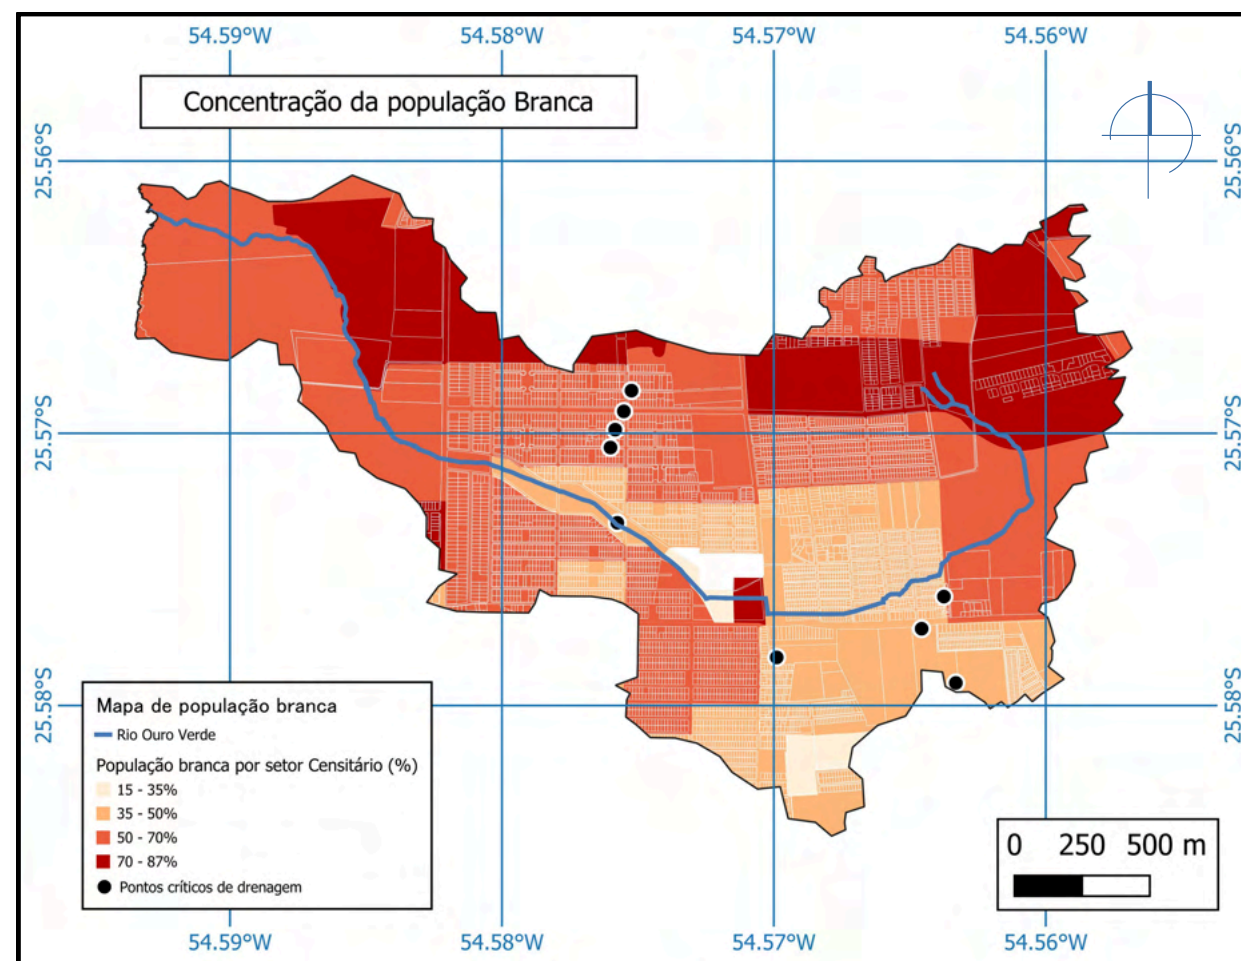 54.59°W 54.58°W 54.57°W 54.56°W
Concentração da população Branca
25.56°S 25.56°S
25.57°S 25.57°S
25.58°S 25.58°S
Mapa de população branca
Rio Ouro Verde
População branca por setor Censitário (%)
15 - 35%
35 - 50%
50 - 70%
70 - 87%
Pontos críticos de drenagem
0 250 500 m
54.59°W 54.58°W 54.57°W 54.56°W